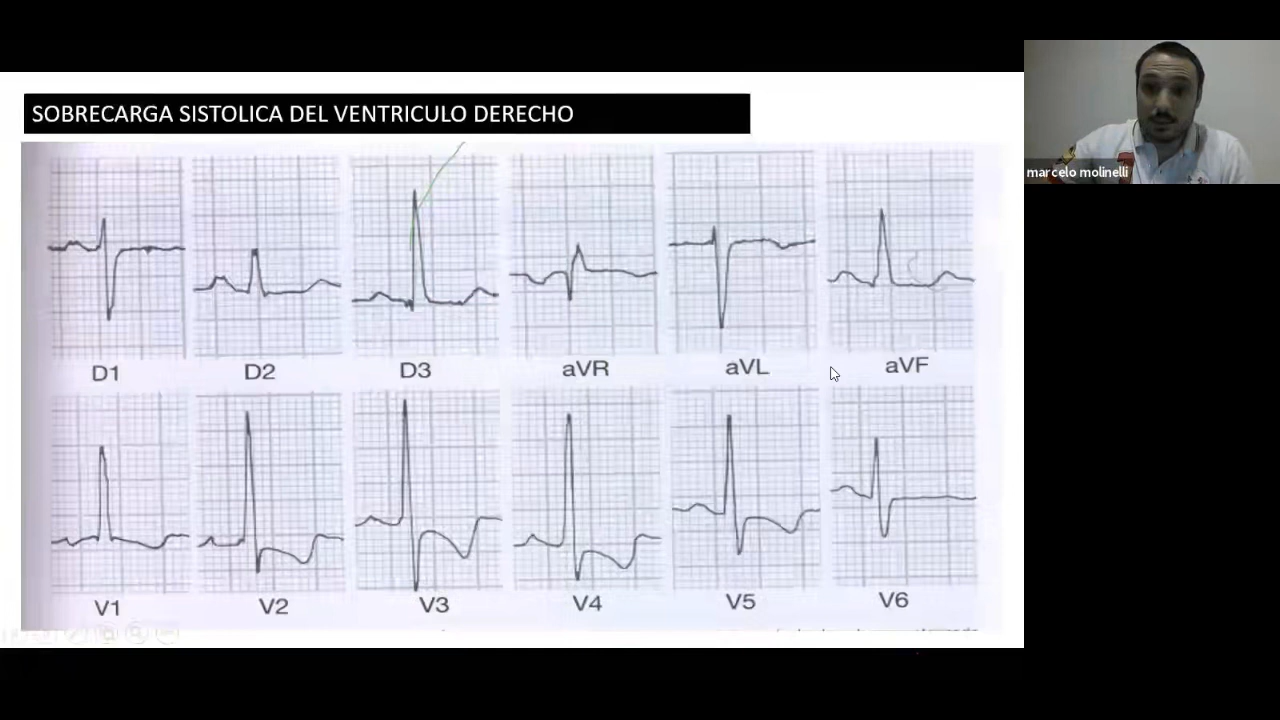 SOBRECARGA SISTOLICA DEL VENTRICULO DERECHO
marcelo molinelli
D1 D2 D3 aVR aVL aVF
V1 V2 V3 V4 V5 V6